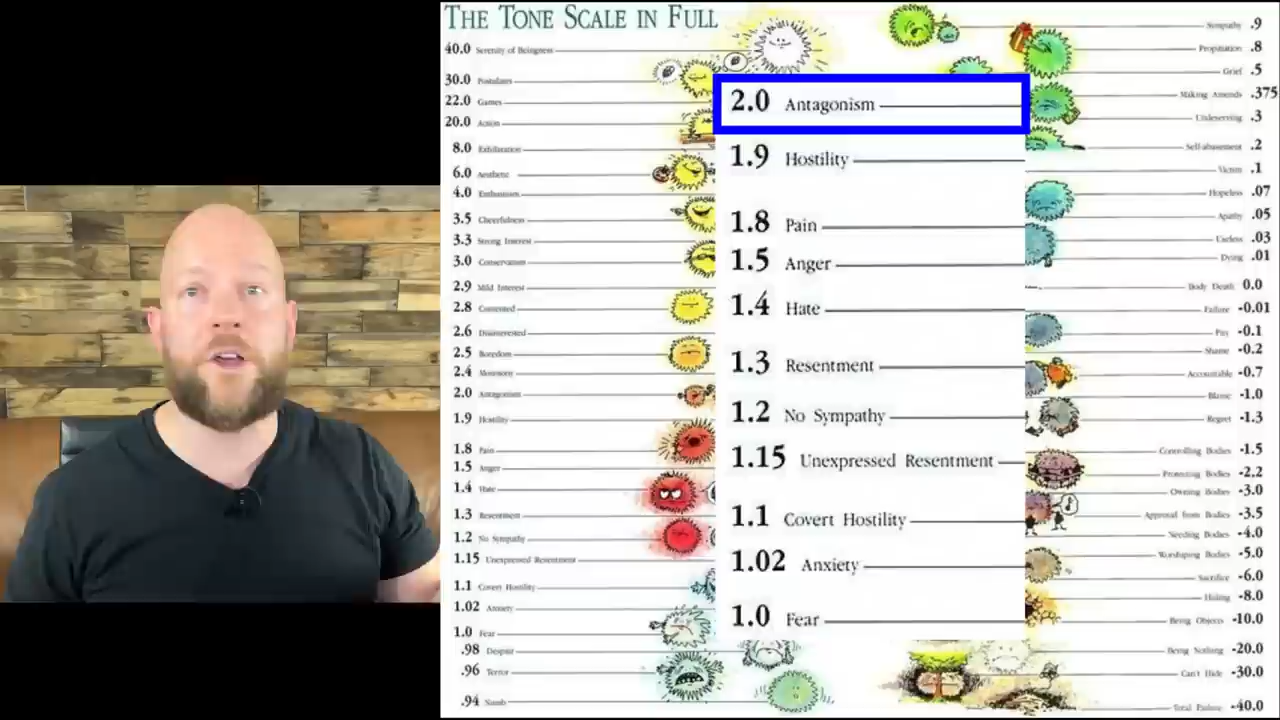 THE TONE SCALE IN FULL
40.0 Serenity of Beingness
30.0 Postulates
22.0 Games
20.0 Action
8.0 Exhilaration
6.0 Aesthetic
4.0 Enthusiasm
3.5 Cheerfulness
3.3 Strong Interest
3.0 Conservatism
2.9 Mild Interest
2.8 Contented
2.6 Disinterested
2.5 Boredom
2.4 Monotony
2.0 Antagonism
1.9 Hostility
1.8 Pain
1.5 Anger
1.4 Hate
1.3 Resentment
1.2 No Sympathy
1.15 Unexpressed Resentment
1.1 Covert Hostility
1.02 Anxiety
1.0 Fear
.98 Despair
.96 Terror
.94 Numb
2.0 Antagonism
1.9 Hostility
1.8 Pain
1.5 Anger
1.4 Hate
1.3 Resentment
1.2 No Sympathy
1.15 Unexpressed Resentment
1.1 Covert Hostility
1.02 Anxiety
1.0 Fear
Sympathy .9
Propitiation .8
Grief .5
Making Amends .375
Undeserving .3
Self-abasement .2
Victim .1
Hopeless .07
Apathy .05
Useless .03
Dying .01
Body Death 0.0
Failure -0.01
Pity -0.1
Shame -0.2
Accountable -0.7
Blame -1.0
Regret -1.3
Controlling Bodies -1.5
Protecting Bodies -2.2
Owning Bodies -3.0
Approval from Bodies -3.5
Needing Bodies -4.0
Worshiping Bodies -5.0
Sacrifice -6.0
Hiding -8.0
Being Objects -10.0
Being Nothing -20.0
Can't Hide -30.0
Total Failure -40.0